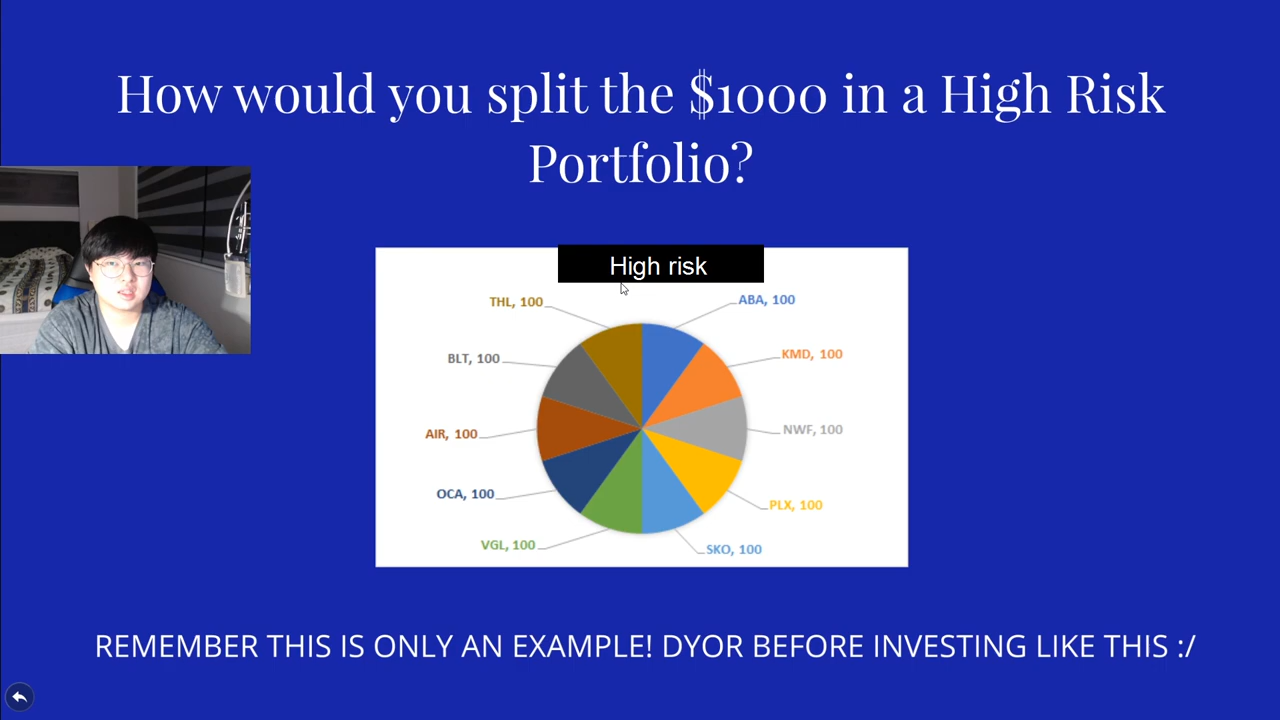 How would you split the $1000 in a High Risk
Portfolio?
High risk
THL, 100
ABA, 100
BLT, 100
KMD, 100
AIR, 100
NWF, 100
OCA, 100
PLX, 100
VGL, 100
SKO, 100
REMEMBER THIS IS ONLY AN EXAMPLE! DYOR BEFORE INVESTING LIKE THIS :/